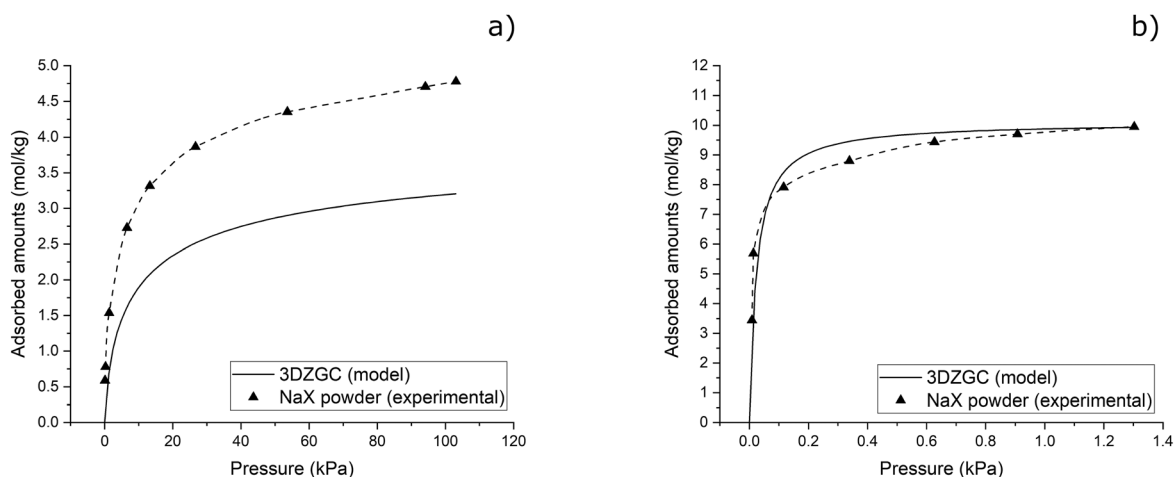 a)
5.0
4.5
4.0
3.5
3.0
2.5
2.0
1.5
1.0
0.5
0.0
Adsorbed amounts (mol/kg)
3DZGC (model)
NaX powder (experimental)
0 20 40 60 80 100 120
Pressure (kPa)
b)
12
11
10
9
8
7
6
5
4
3
2
1
0
Adsorbed amounts (mol/kg)
3DZGC (model)
NaX powder (experimental)
0.0 0.2 0.4 0.6 0.8 1.0 1.2 1.4
Pressure (kPa)